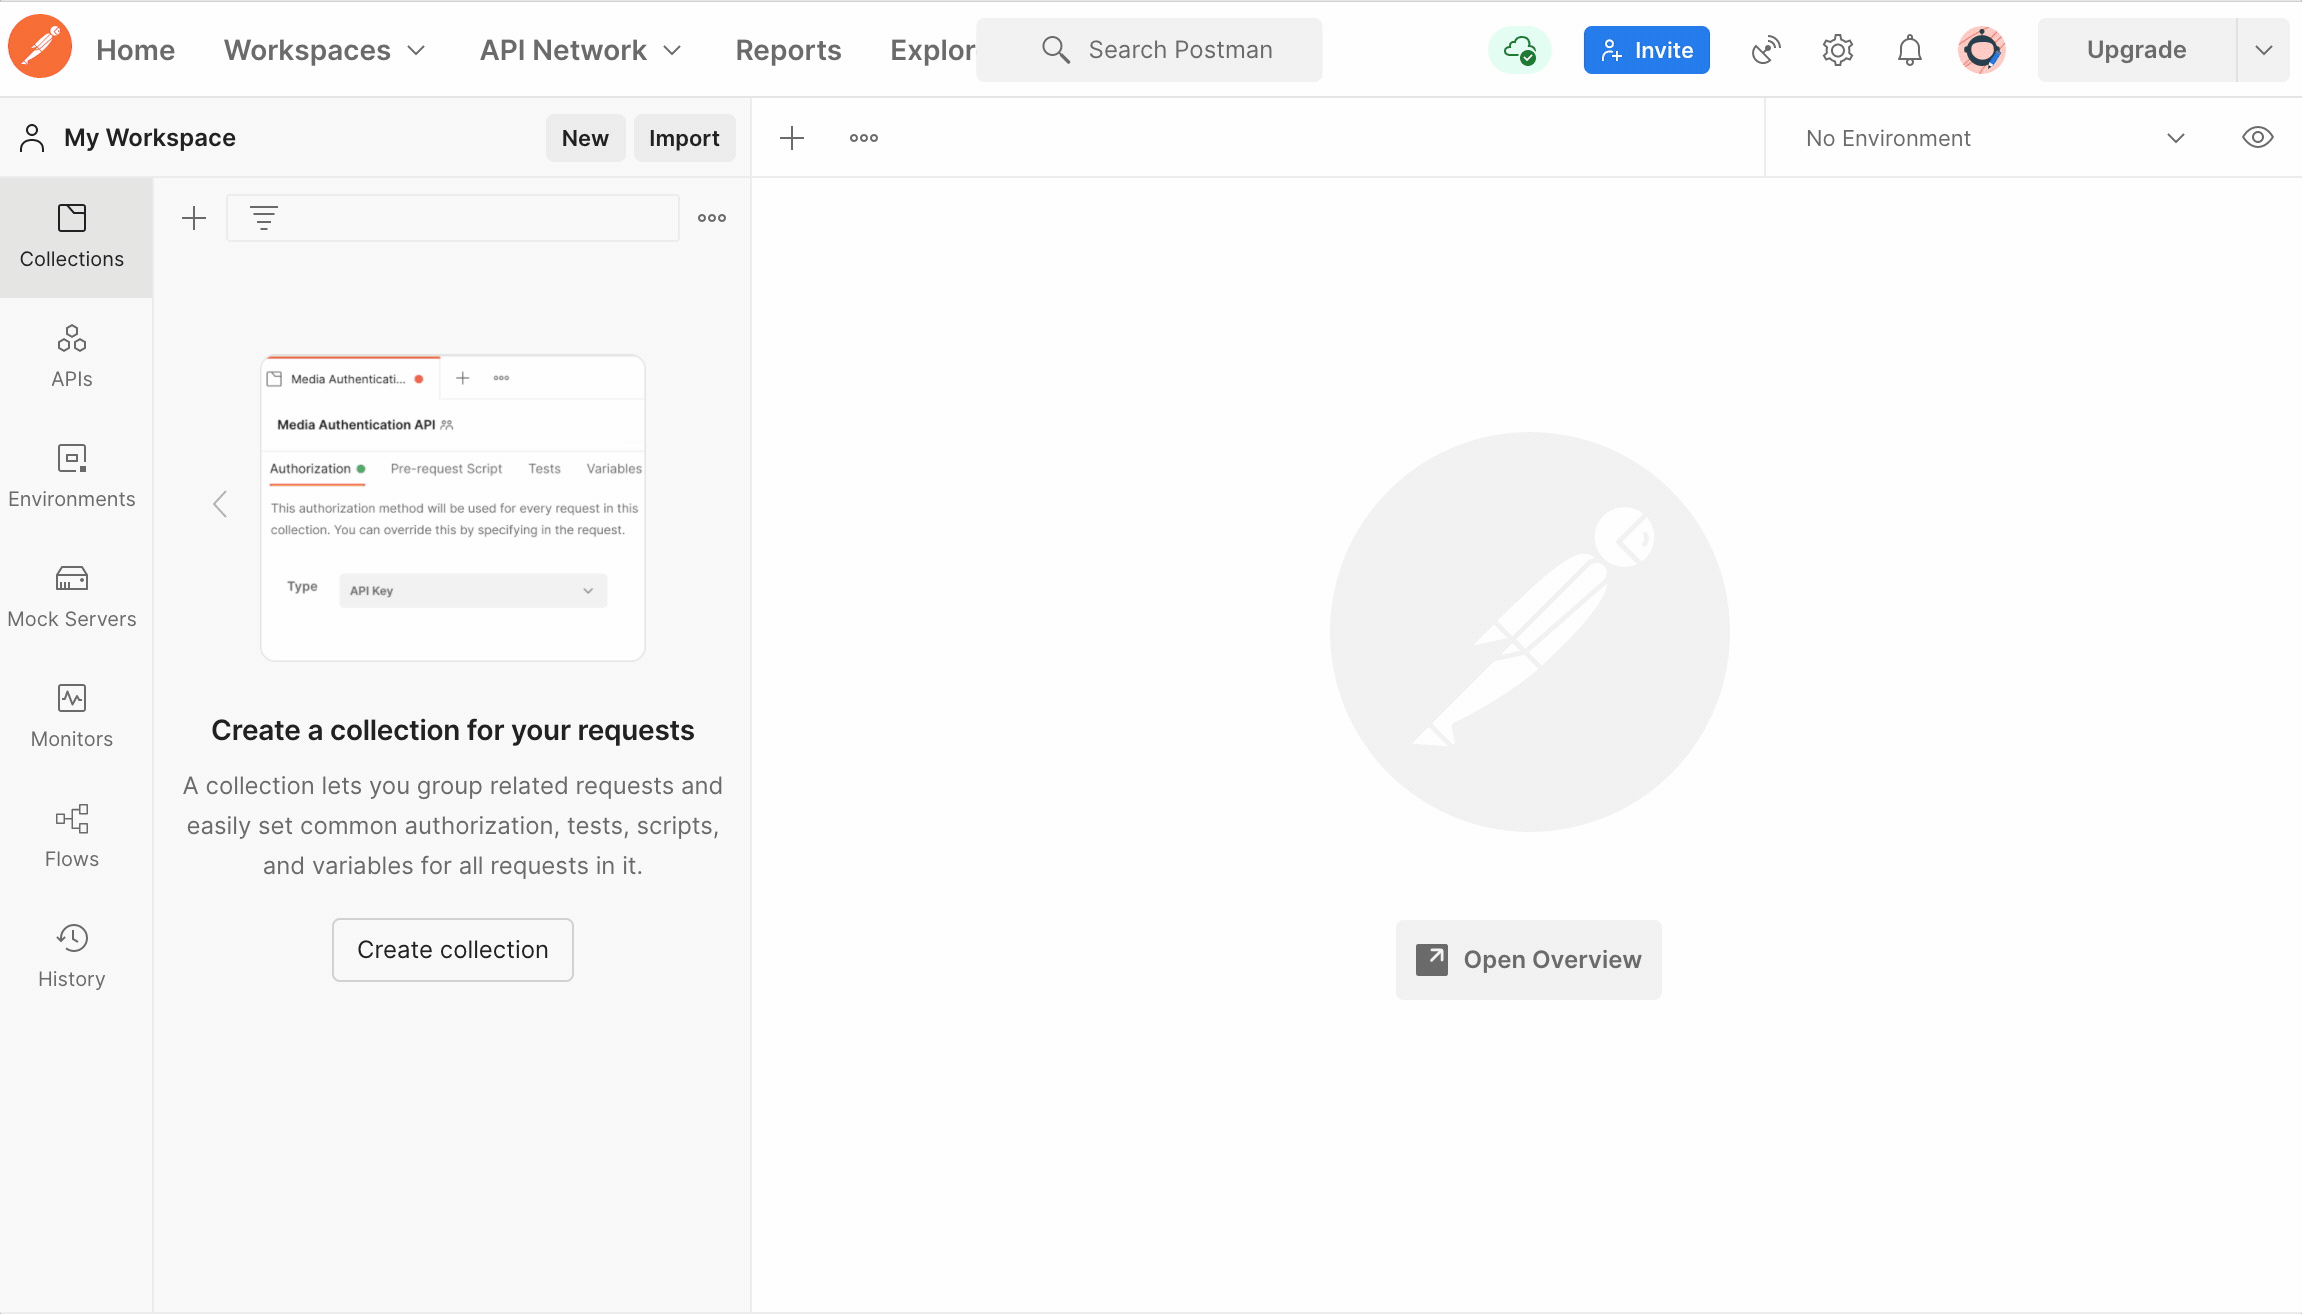 Home
Workspaces
API Network
Reports
Explor
Search Postman
Invite
Upgrade
My Workspace
New
Import
No Environment
Collections
APIs
Environments
Mock Servers
Monitors
Flows
History
Media Authenticati...
Media Authentication API
Authorization
Pre-request Script
Tests
Variables
This authorization method will be used for every request in this
collection. You can override this by specifying in the request.
Type
API Key
Create a collection for your requests
A collection lets you group related requests and
easily set common authorization, tests, scripts,
and variables for all requests in it.
Create collection
Open Overview